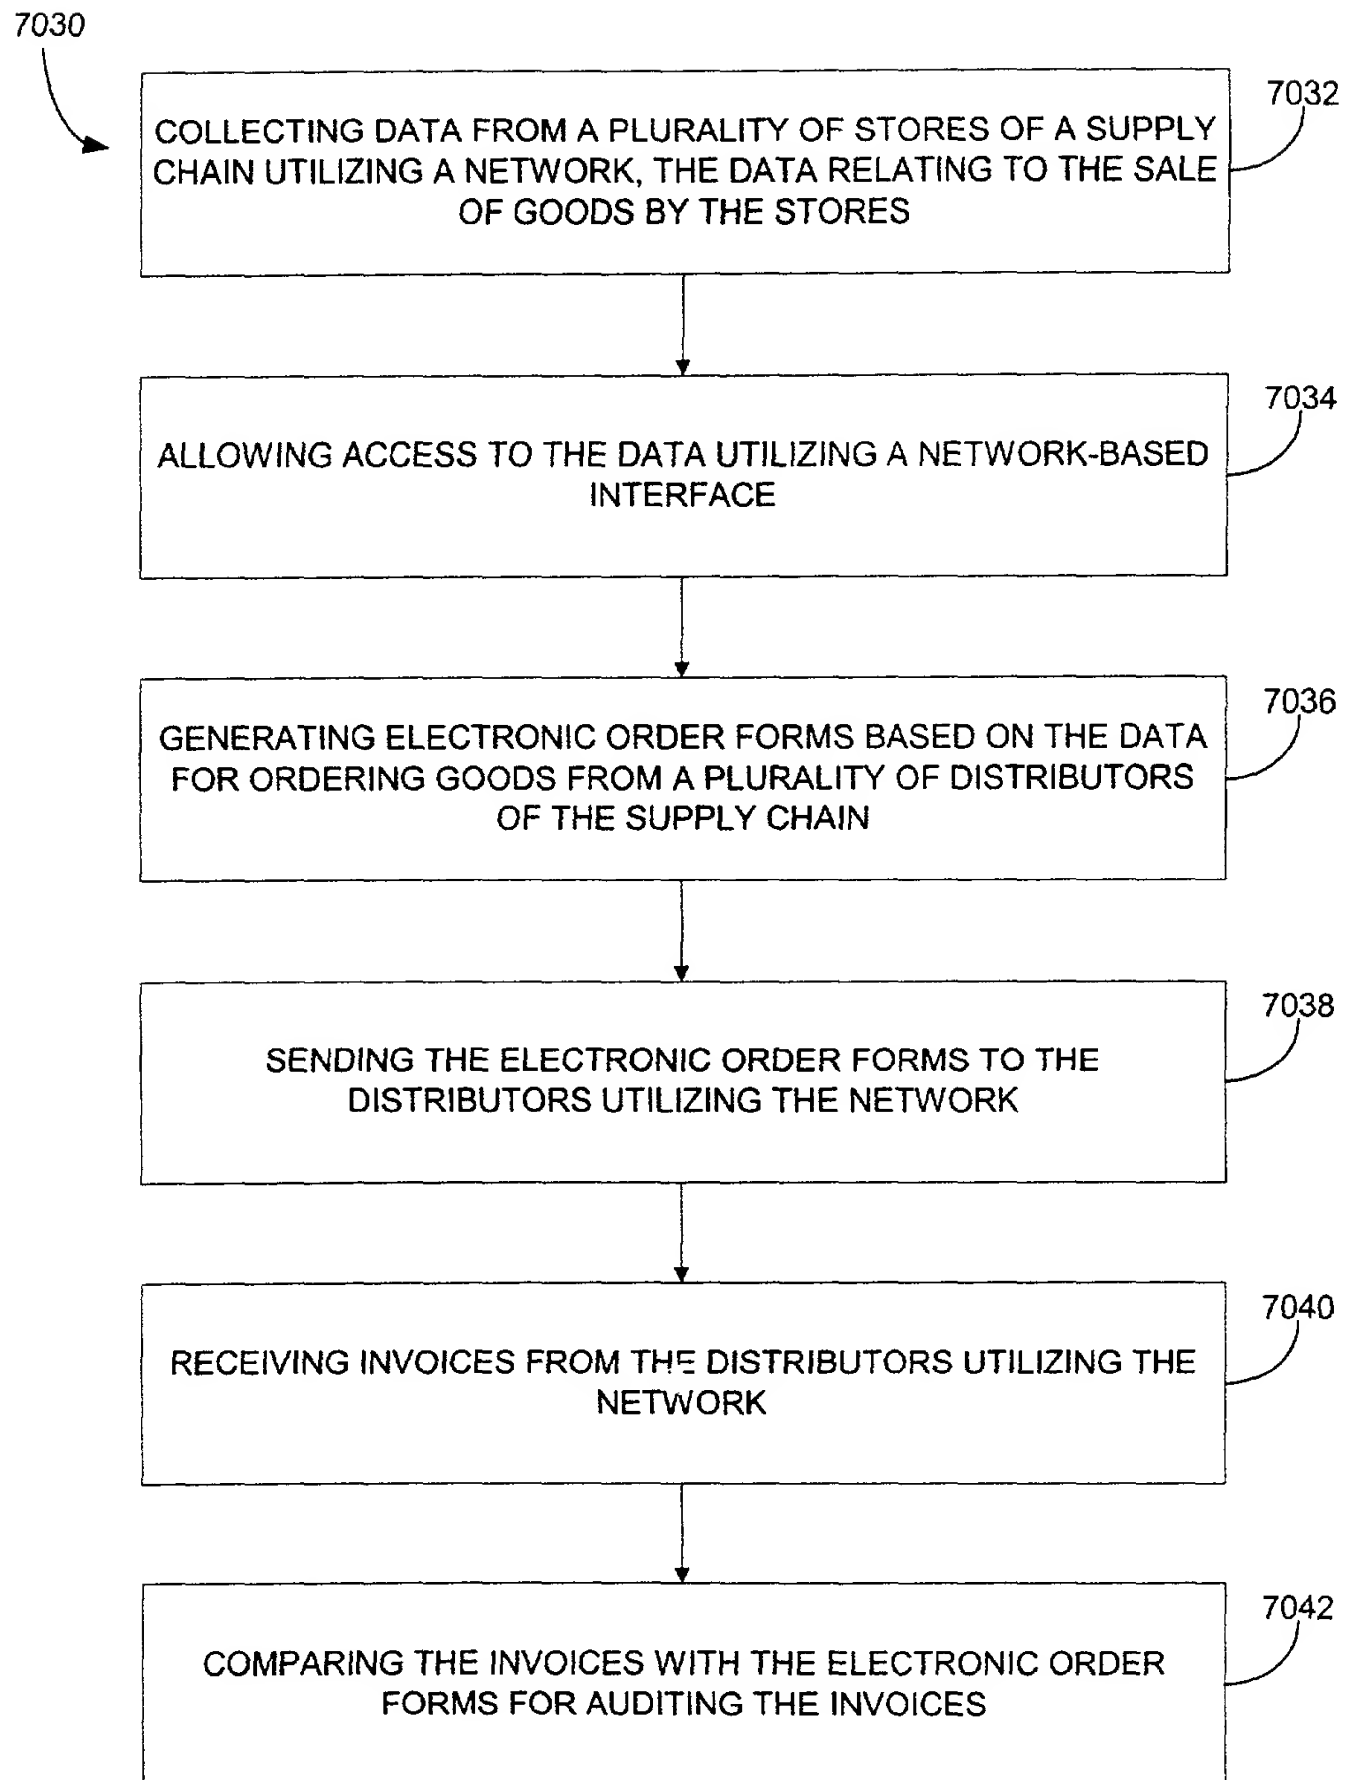 7030
7032
COLLECTING DATA FROM A PLURALITY OF STORES OF A SUPPLY
CHAIN UTILIZING A NETWORK, THE DATA RELATING TO THE SALE
OF GOODS BY THE STORES
7034
ALLOWING ACCESS TO THE DATA UTILIZING A NETWORK-BASED
INTERFACE
7036
GENERATING ELECTRONIC ORDER FORMS BASED ON THE DATA
FOR ORDERING GOODS FROM A PLURALITY OF DISTRIBUTORS
OF THE SUPPLY CHAIN
7038
SENDING THE ELECTRONIC ORDER FORMS TO THE
DISTRIBUTORS UTILIZING THE NETWORK
7040
RECEIVING INVOICES FROM THE DISTRIBUTORS UTILIZING THE
NETWORK
7042
COMPARING THE INVOICES WITH THE ELECTRONIC ORDER
FORMS FOR AUDITING THE INVOICES